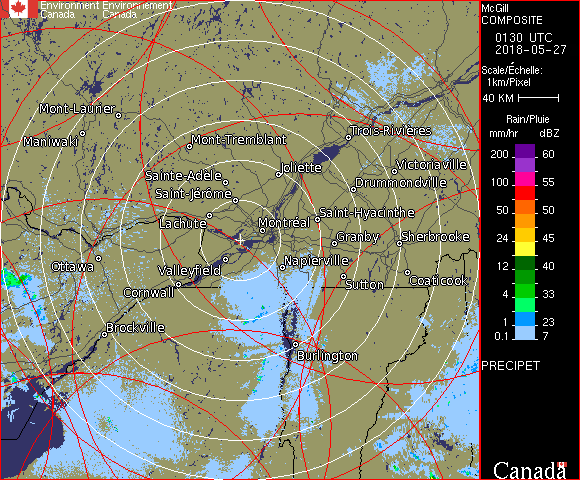 Environment Environnement
Canada Canada
McGill
COMPOSITE
0130 UTC
2018-05-27
Scale/Échelle:
1km/Pixel
40 KM
Rain/Pluie
mm/hr dBZ
200 60
55
100 55
50 50
24 45
12 40
8 33
4 30
1 23
0.1 7
PRECIPET
Canada
Mont-Laurier
Maniwaki
Mont-Tremblant
Trois-Rivières
Joliette
Victoriaville
Sainte-Adèle
Drummondville
Saint-Jérôme
Saint-Hyacinthe
Lachute
Montréal
Granby
Sherbrooke
Ottawa
Valleyfield
Napierville
Coaticook
Sutton
Cornwall
Brockville
Burlington